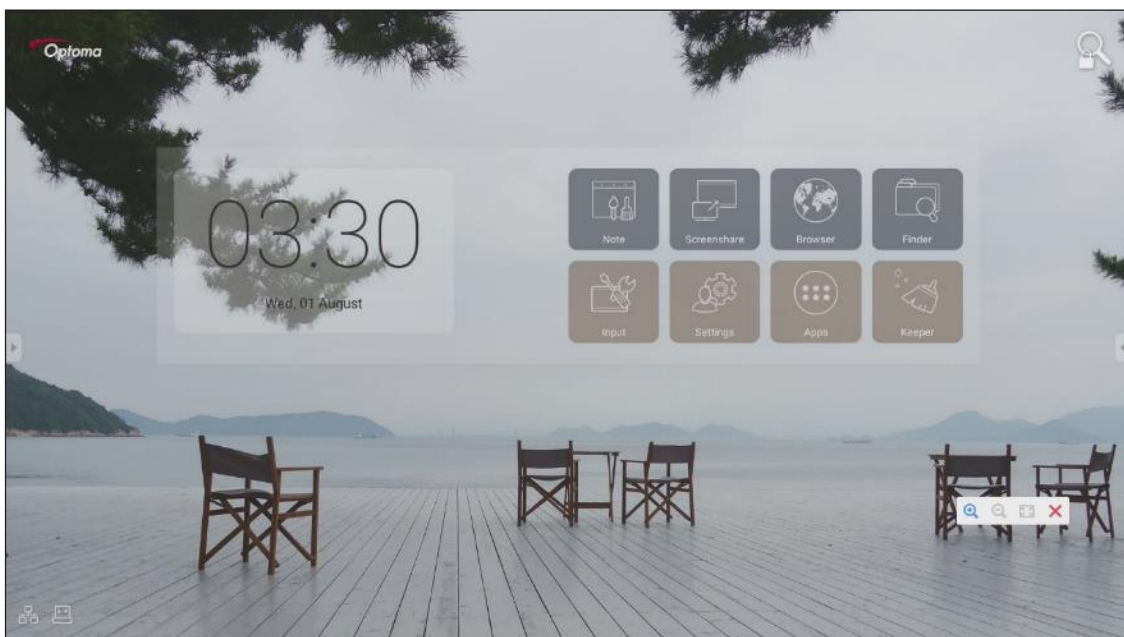 Optoma
03:30
Wed, 01 August
Note Screenshare Browser Finder
Input Settings Apps Keeper